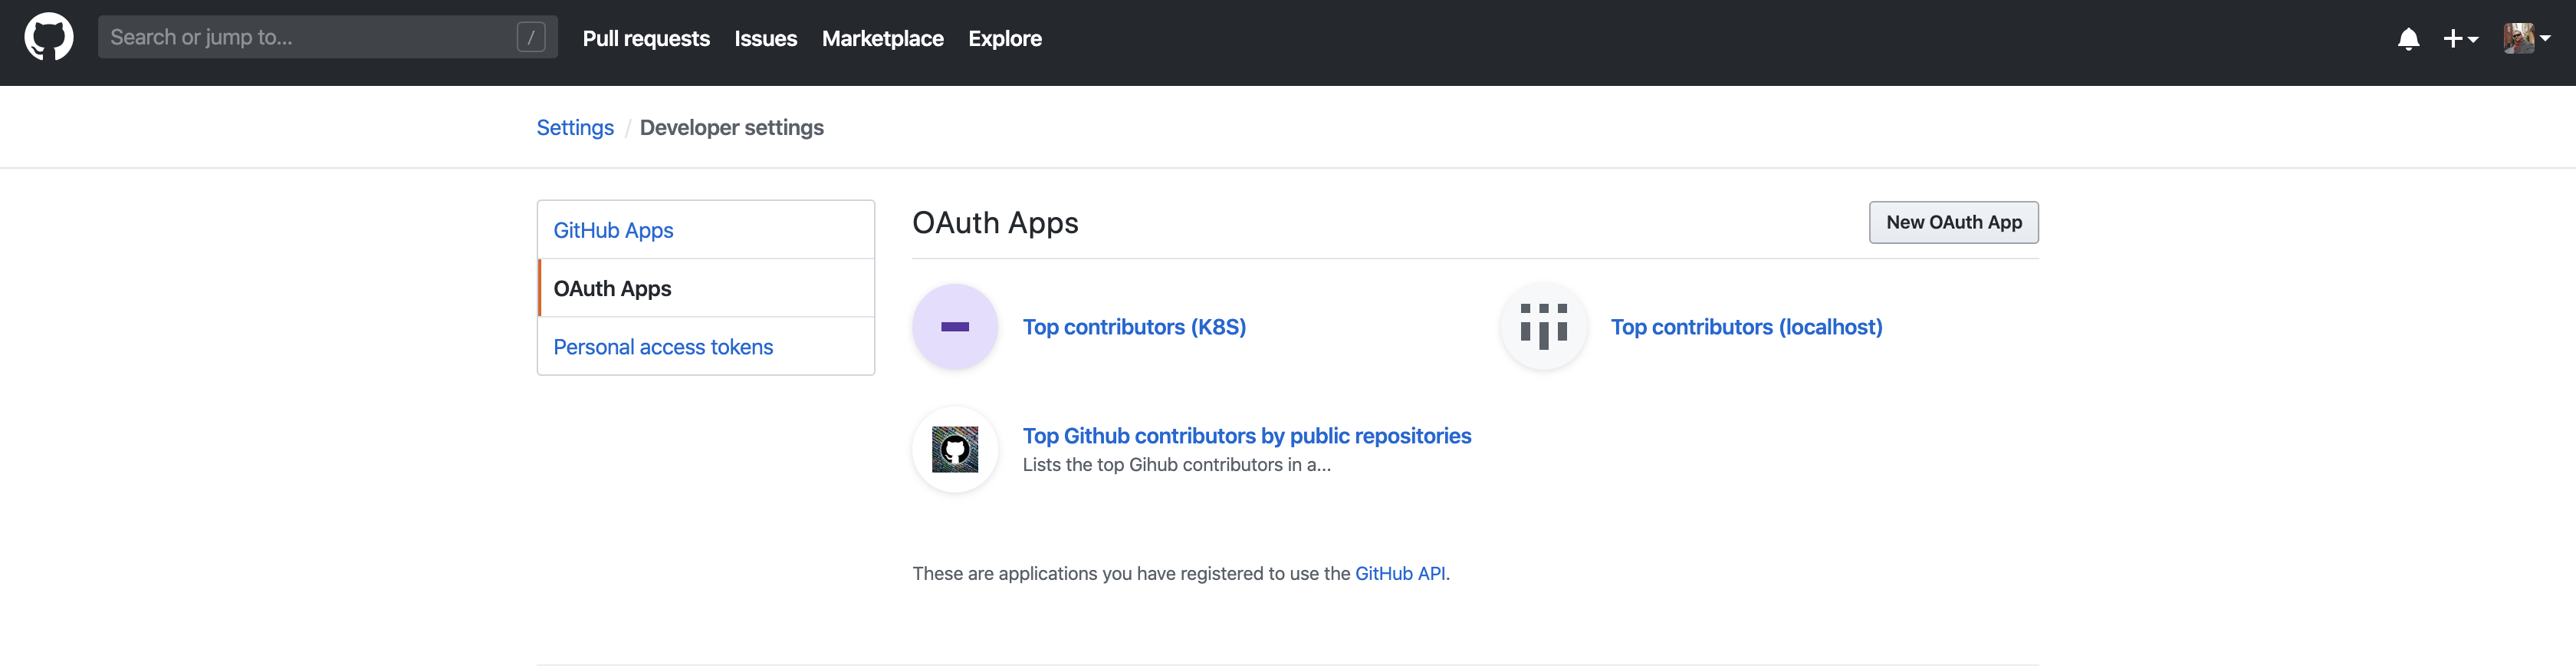 Search or jump to... /
Pull requests Issues Marketplace Explore
Settings / Developer settings
GitHub Apps
OAuth Apps
Personal access tokens
OAuth Apps
New OAuth App
Top contributors (K8S)
Top contributors (localhost)
Top Github contributors by public repositories
Lists the top Gihub contributors in a...
These are applications you have registered to use the GitHub API.